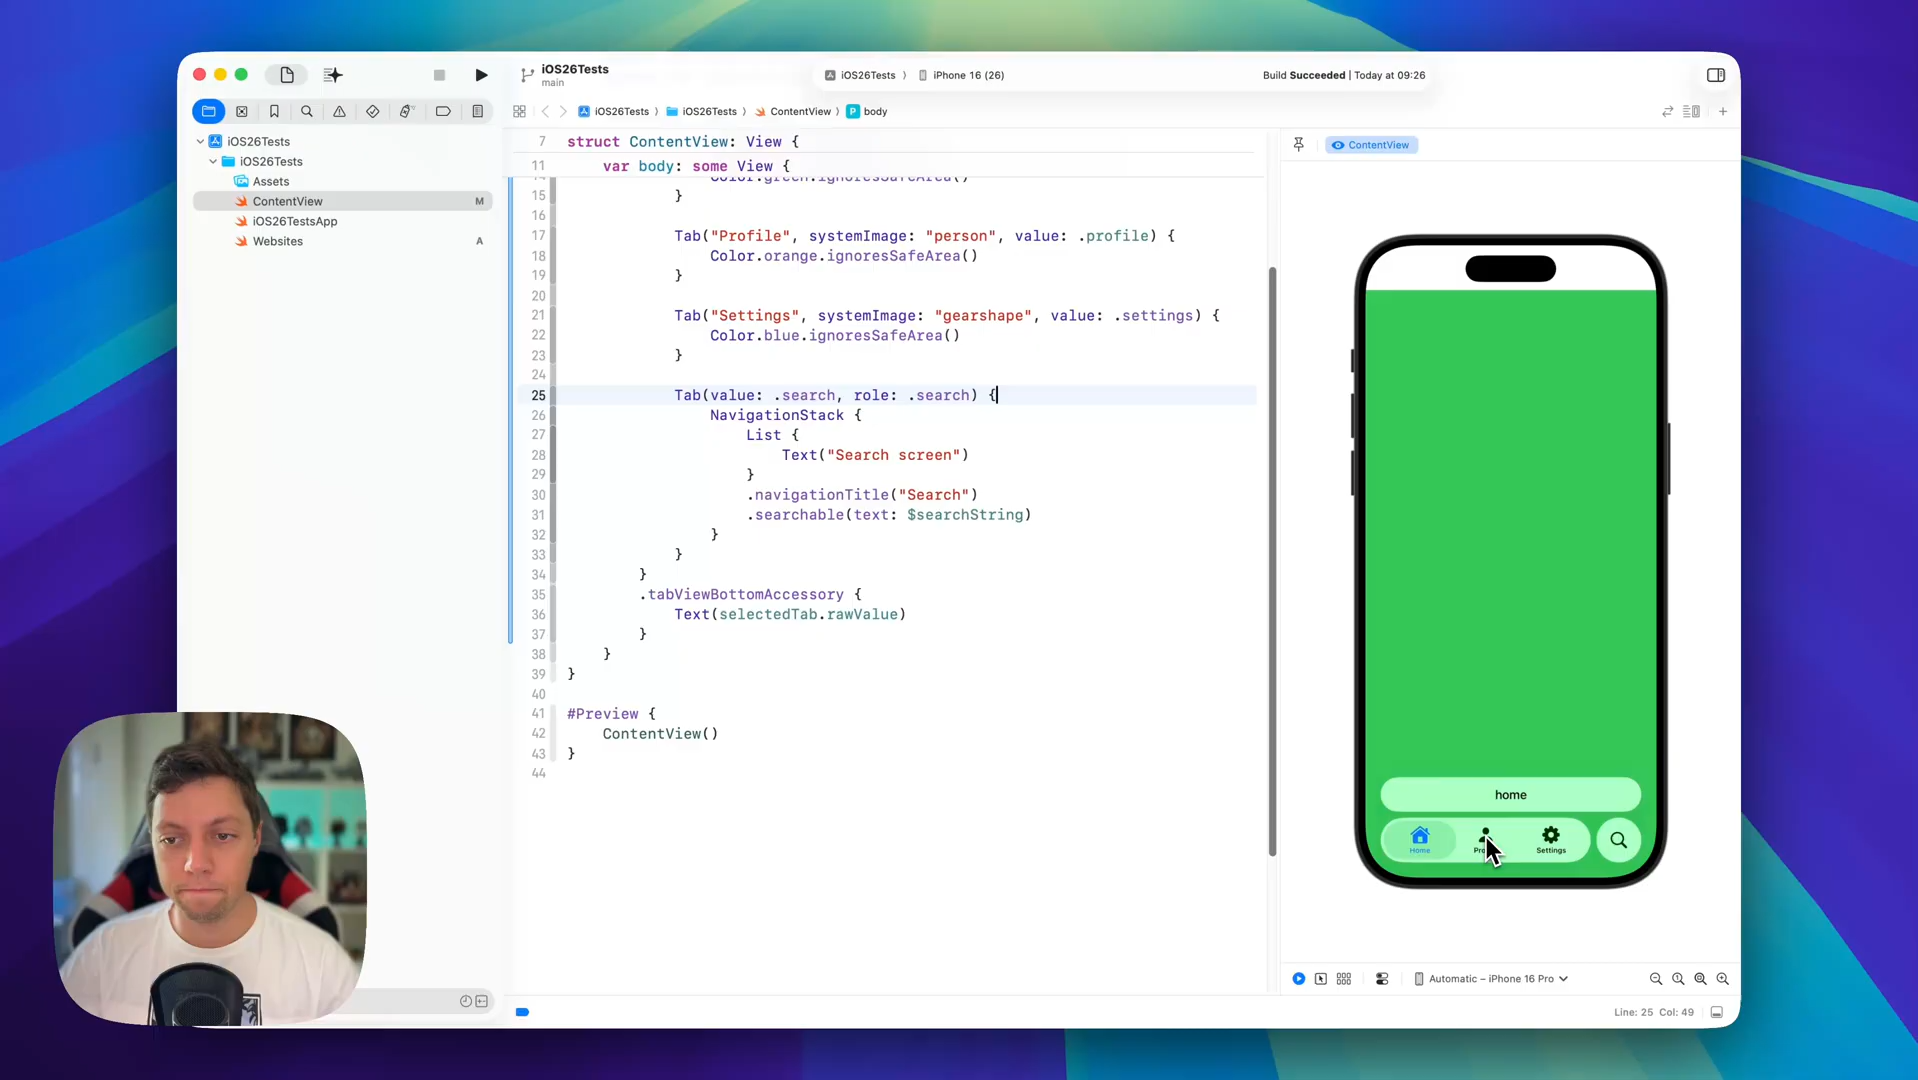 iOS26Tests
main
iOS26Tests
iPhone 16 (26)
Build Succeeded | Today at 09:26
iOS26Tests
iOS26Tests
ContentView
body
iOS26Tests
iOS26Tests
Assets
ContentView M
iOS26TestsApp
Websites A
7 struct ContentView: View {
11 var body: some View {
Color.green.ignoresSafeArea()
15 }
16
17 Tab("Profile", systemImage: "person", value: .profile) {
18 Color.orange.ignoresSafeArea()
19 }
20
21 Tab("Settings", systemImage: "gearshape", value: .settings) {
22 Color.blue.ignoresSafeArea()
23 }
24
25 Tab(value: .search, role: .search) {
26 NavigationStack {
27 List {
28 Text("Search screen")
29 }
30 .navigationTitle("Search")
31 .searchable(text: $searchString)
32 }
33 }
34 }
35 .tabViewBottomAccessory {
36 Text(selectedTab.rawValue)
37 }
38 }
39 }
40
41 #Preview {
42 ContentView()
43 }
44
ContentView
home
Home
Settings
Automatic – iPhone 16 Pro
Line: 25 Col: 49